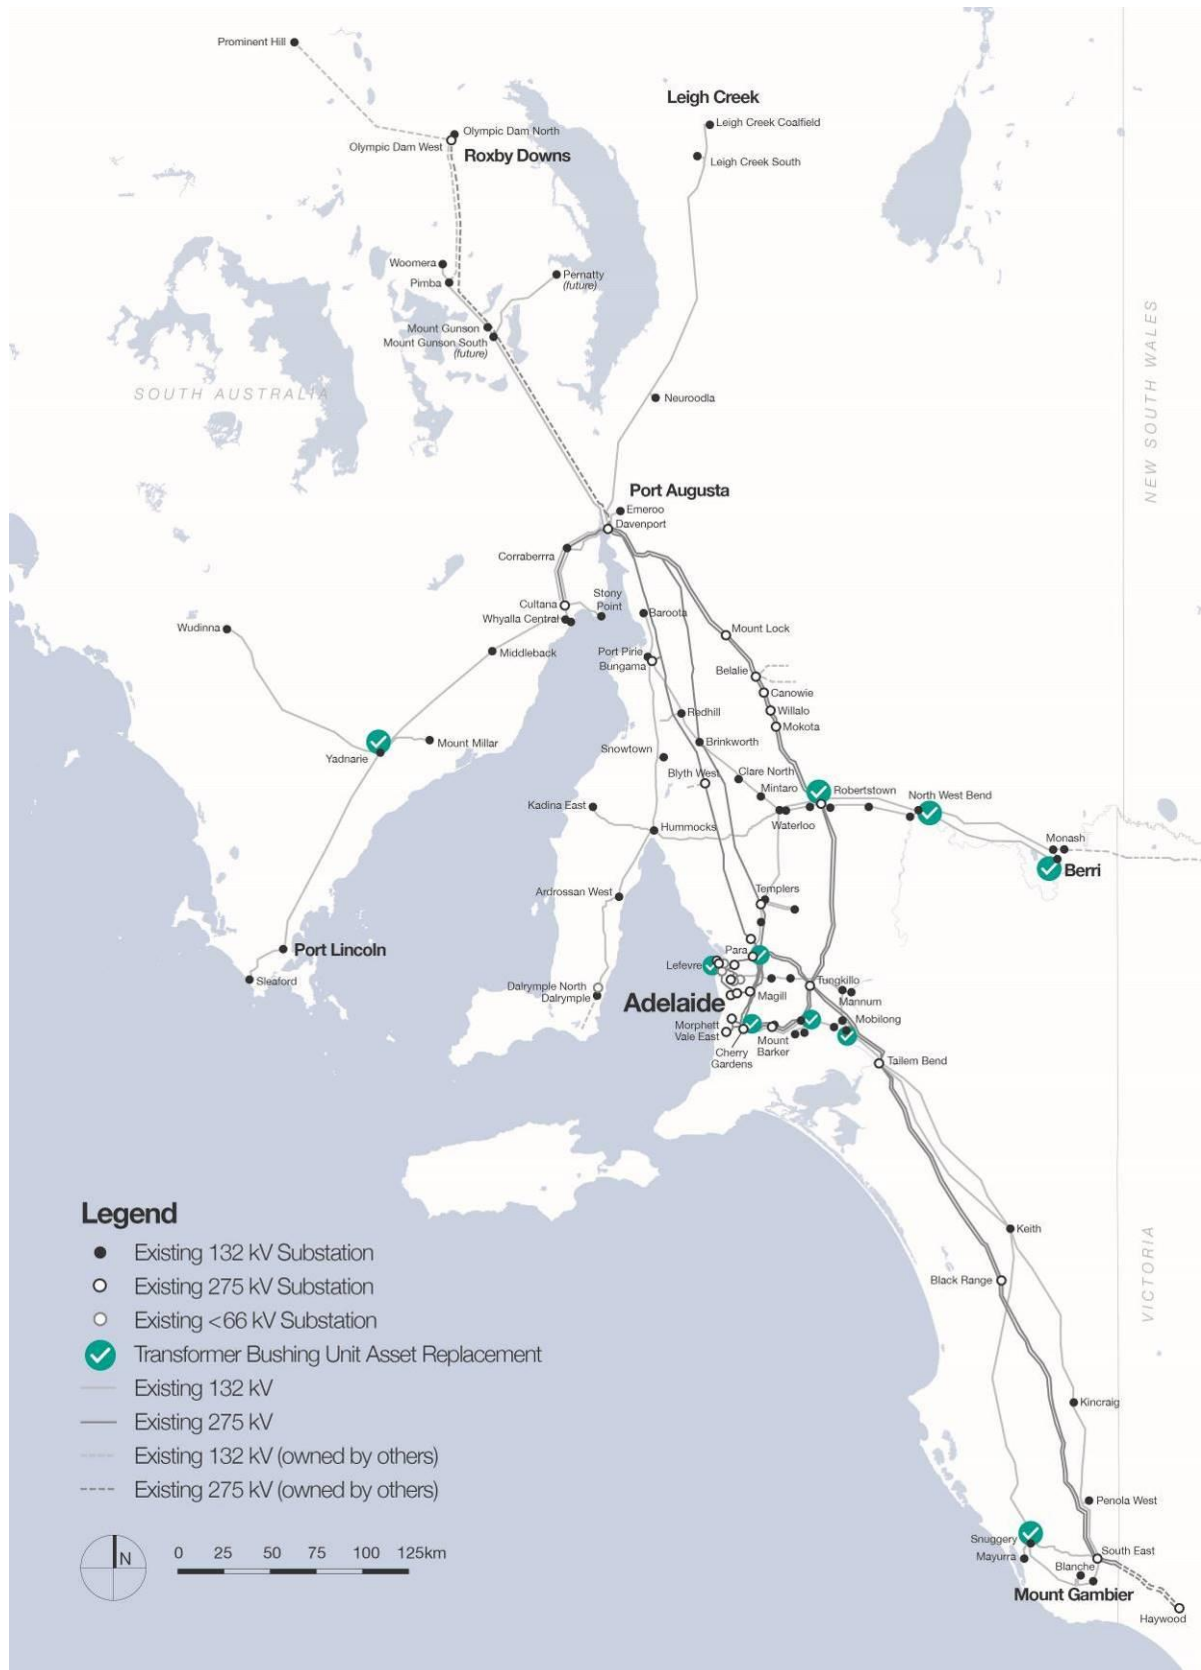 Prominent Hill
Leigh Creek
Leigh Creek Coalfield
Olympic Dam North
Olympic Dam West
Roxby Downs
Leigh Creek South
Woomera
Pernatty
(future)
Pimba
Mount Gunson
Mount Gunson South
(future)
SOUTH AUSTRALIA
NEW SOUTH WALES
Neuroodla
Port Augusta
Emeroo
Davenport
Corraberrra
Cultana
Stony
Point
Whyalla Central
Baroota
Wudinna
Mount Lock
Middleback
Port Pirie
Bungama
Belalie
Canowie
Willalo
Mokota
Redhill
Yadnarie
Mount Millar
Snowtown
Brinkworth
Blyth West
Clare North
Mintaro
Robertstown
North West Bend
Kadina East
Hummocks
Waterloo
Monash
Berri
Ardrossan West
Templers
Port Lincoln
Para
Lefevre
Sleaford
Dalrymple North
Dalrymple
Adelaide
Magill
Tungkillo
Mannum
Morphett
Vale East
Mobilong
Cherry
Gardens
Mount
Barker
Tailem Bend
Keith
Black Range
VICTORIA
Kincraig
Penola West
Snuggery
Mayurra
South East
Blanche
Mount Gambier
Haywood
Legend
Existing 132 kV Substation
Existing 275 kV Substation
Existing <66 kV Substation
Transformer Bushing Unit Asset Replacement
Existing 132 kV
Existing 275 kV
Existing 132 kV (owned by others)
Existing 275 kV (owned by others)
N
0 25 50 75 100 125km